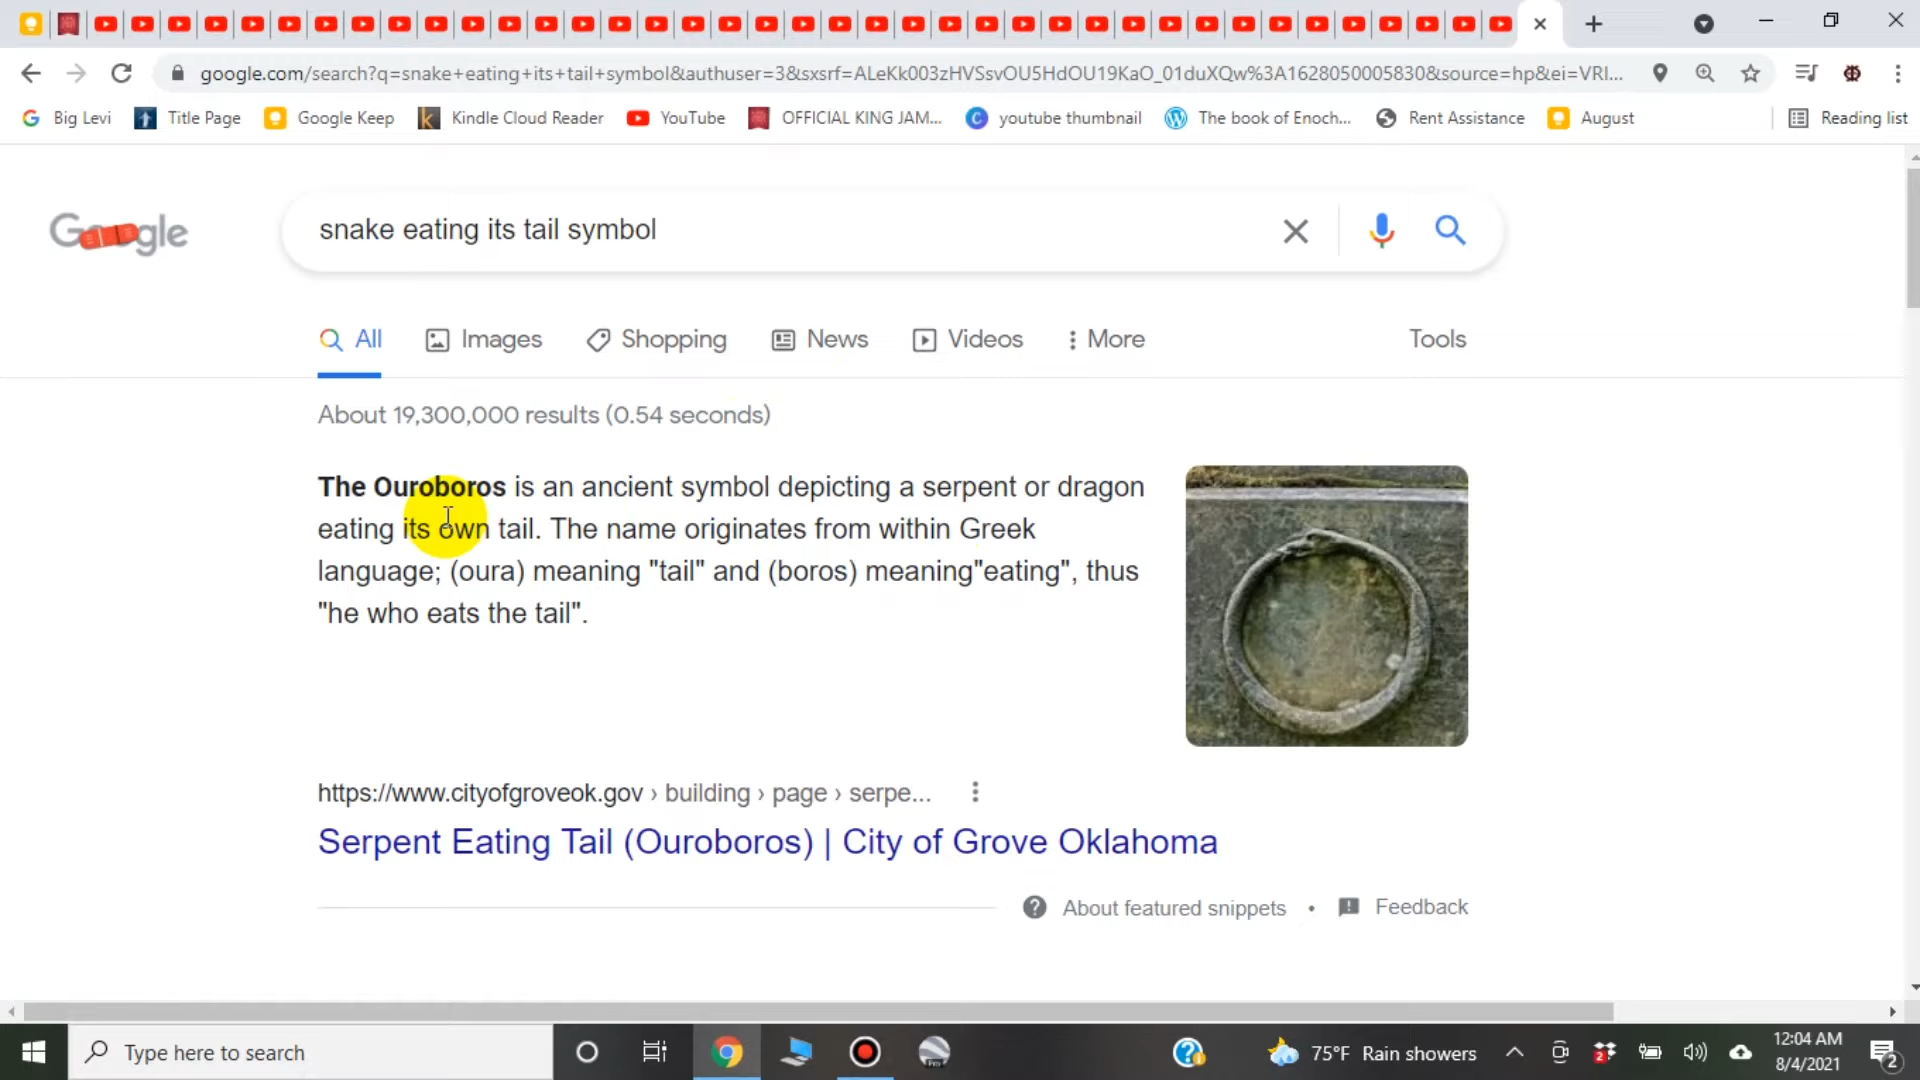 google.com/search?q=snake+eating+its+tail+symbol&authuser=3&sxsrf=ALeKk003zHVSsvOU5HdOU19KaO_01duXQw%3A1628050005830&source=hp&ei=VRI...
Big Levi Title Page Google Keep Kindle Cloud Reader YouTube OFFICIAL KING JAM... youtube thumbnail The book of Enoch... Rent Assistance August Reading list
Google snake eating its tail symbol
All Images Shopping News Videos More Tools
About 19,300,000 results (0.54 seconds)
The Ouroboros is an ancient symbol depicting a serpent or dragon
eating its own tail. The name originates from within Greek
language; (oura) meaning "tail" and (boros) meaning"eating", thus
"he who eats the tail".
https://www.cityofgroveok.gov › building › page › serpe...
Serpent Eating Tail (Ouroboros) | City of Grove Oklahoma
About featured snippets • Feedback
Type here to search 75°F Rain showers 12:04 AM
8/4/2021 2